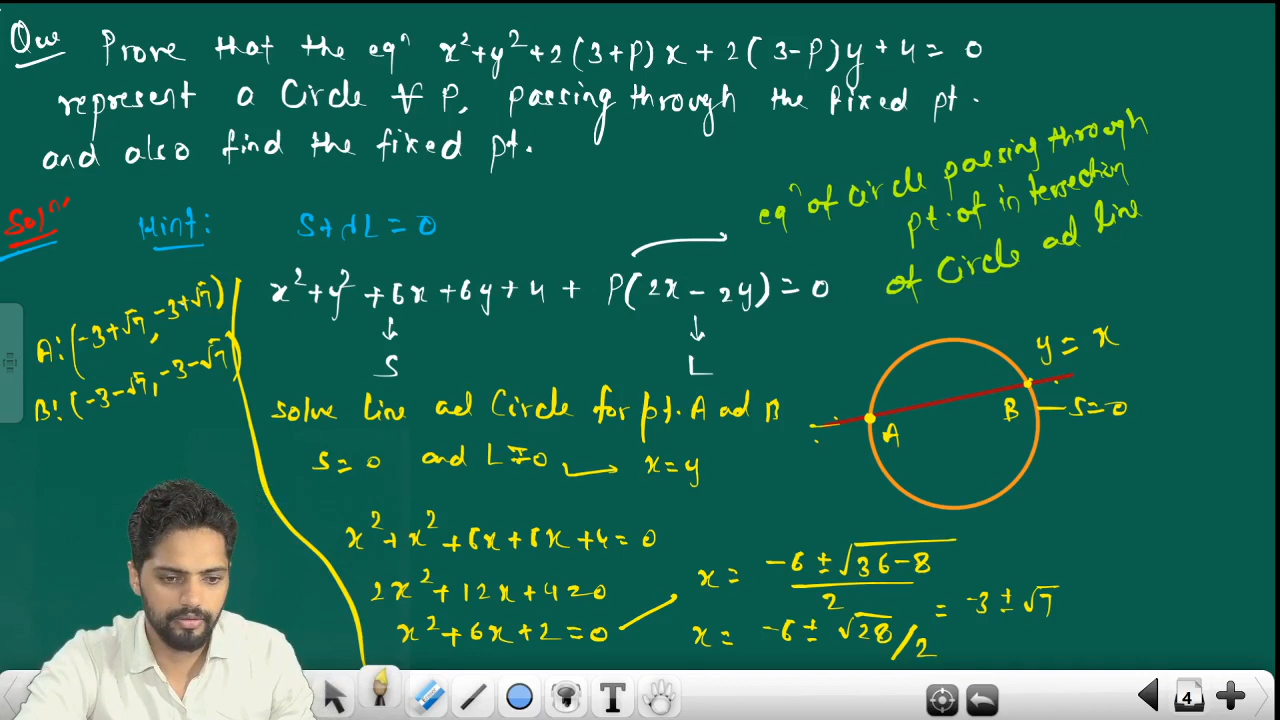 Que Prove that the eqⁿ x²+y²+2(3+P)x+2(3-P)y+4=0
represent a Circle ∀ P, passing through the fixed pt.
and also find the fixed pt.
Solⁿ
Hint: S+λL=0
eqⁿ of Circle passing through
pt. of intersection
of Circle ad line
x²+y²+6x+6y+4 + P(2x-2y)=0
S L
A:(-3+√7, -3+√7)
B:(-3-√7, -3-√7)
Solve Line ad Circle for pt. A ad B
S=0 and L=0 → x=y
x²+x²+6x+6x+4=0
2x²+12x+4=0
x²+6x+2=0
x= -6±√36-8 / 2
x= -6±√28/2 = -3±√7
y=x
A
B
S=0
T
4